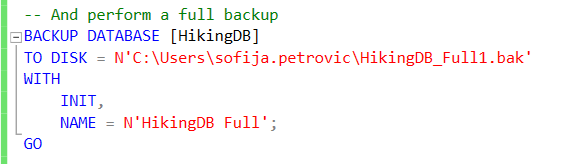 -- And perform a full backup
BACKUP DATABASE [HikingDB]
TO DISK = N'C:\Users\sofija.petrovic\HikingDB_Full1.bak'
WITH
    INIT,
    NAME = N'HikingDB Full';
GO